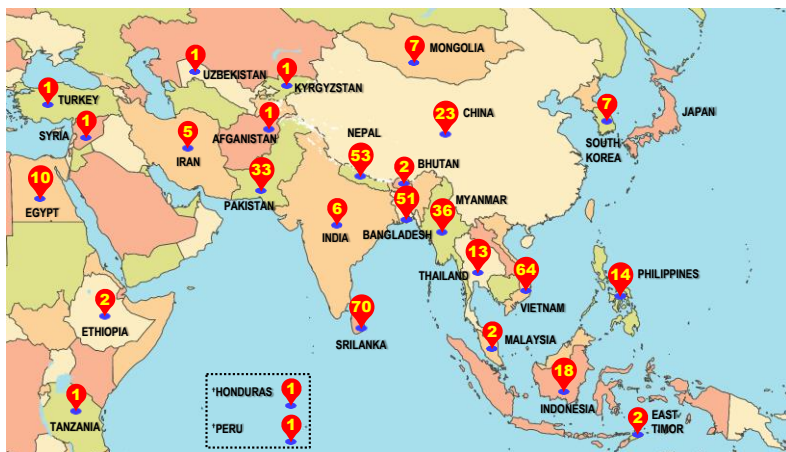 7
MONGOLIA
1
UZBEKISTAN
1
KYRGYZSTAN
1
TURKEY
1
SYRIA
1
AFGANISTAN
5
IRAN
23
CHINA
7
SOUTH
KOREA
JAPAN
NEPAL
53
2
BHUTAN
10
EGYPT
33
PAKISTAN
6
INDIA
51
BANGLADESH
MYANMAR
36
13
THAILAND
64
VIETNAM
14
PHILIPPINES
2
ETHIOPIA
70
SRILANKA
2
MALAYSIA
18
INDONESIA
2
EAST
TIMOR
1
TANZANIA
†HONDURAS 1
†PERU 1